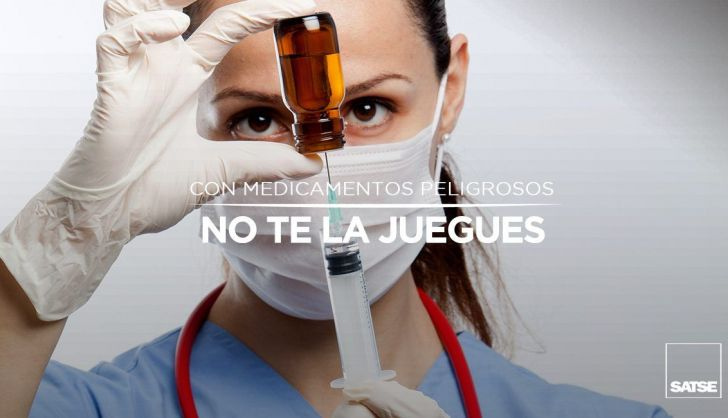 CON MEDICAMENTOS PELIGROSOS
NO TE LA JUEGUES
SATSE